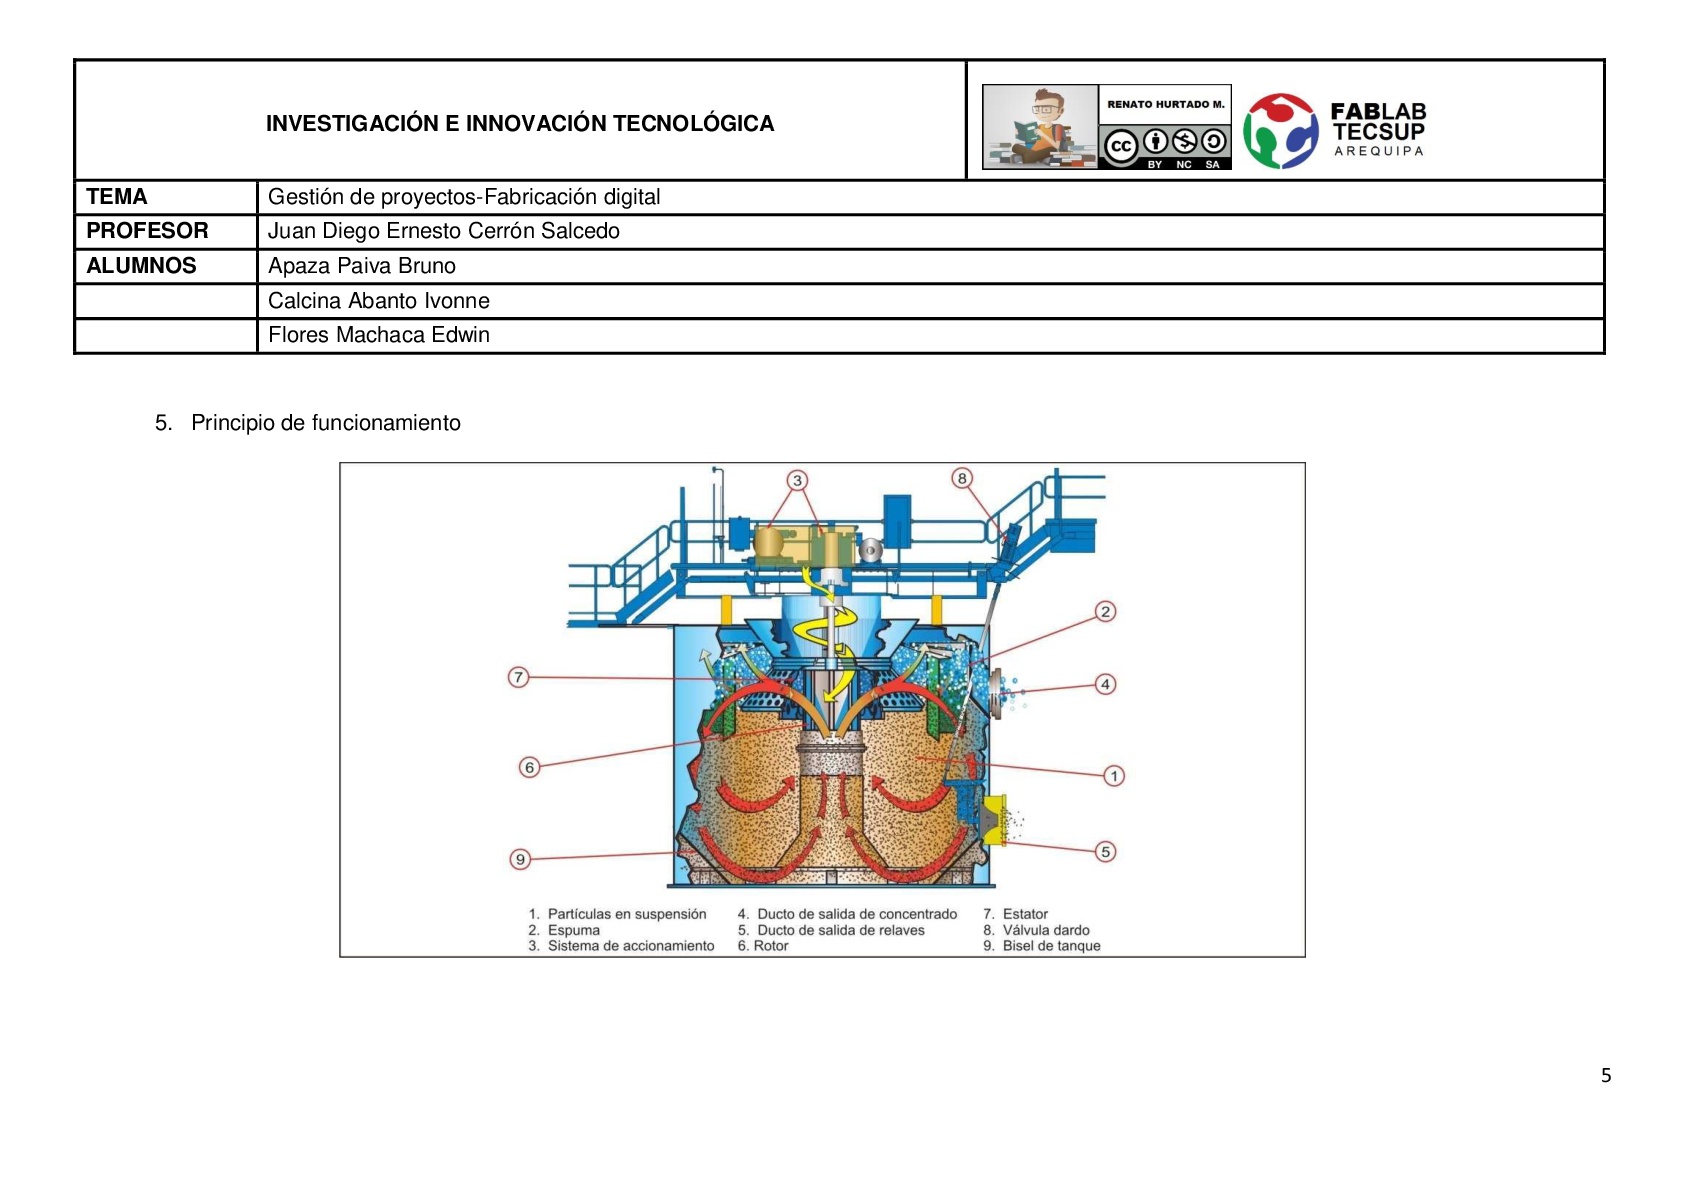 INVESTIGACIÓN E INNOVACIÓN TECNOLÓGICA
RENATO HURTADO M.
cc
BY NC SA
FABLAB
TECSUP
AREQUIPA
TEMA Gestión de proyectos-Fabricación digital
PROFESOR Juan Diego Ernesto Cerrón Salcedo
ALUMNOS Apaza Paiva Bruno
Calcina Abanto Ivonne
Flores Machaca Edwin
5. Principio de funcionamiento
3
8
2
7
4
6
1
9
5
1. Partículas en suspensión 4. Ducto de salida de concentrado 7. Estator
2. Espuma 5. Ducto de salida de relaves 8. Válvula dardo
3. Sistema de accionamiento 6. Rotor 9. Bisel de tanque
5